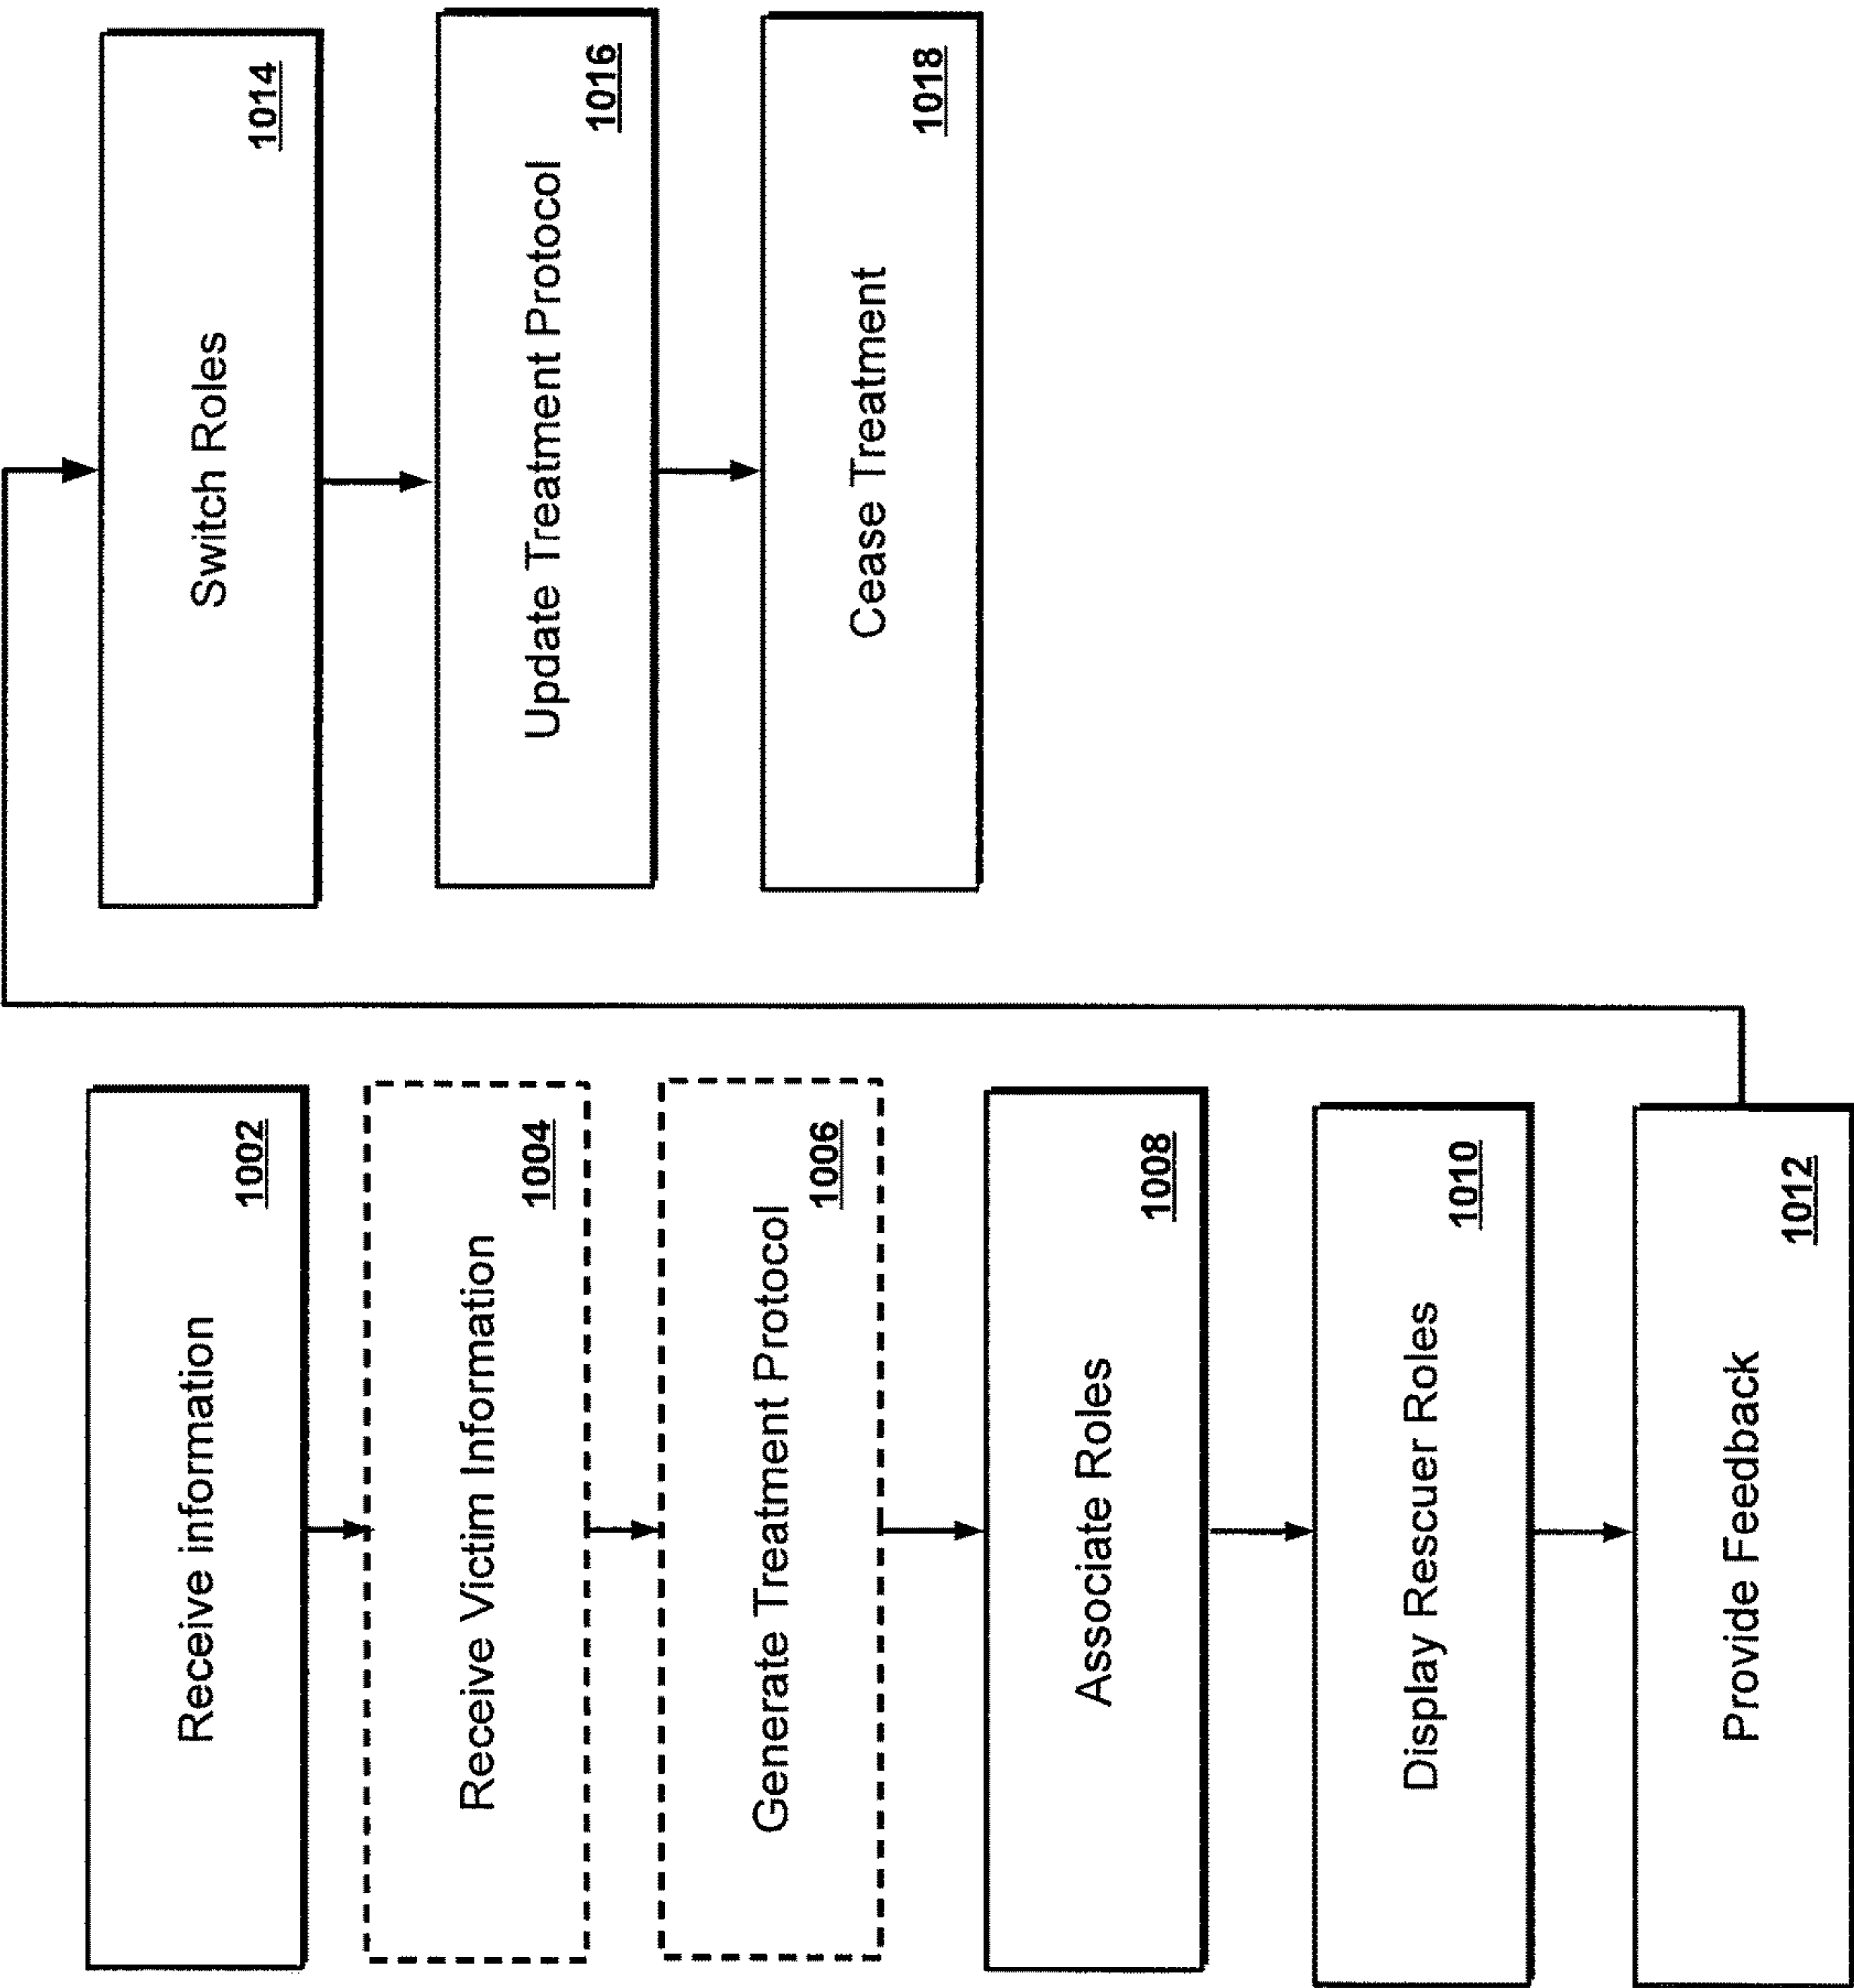 Receive information
1002
Receive Victim Information
1004
Generate Treatment Protocol
1006
Associate Roles
1008
Display Rescuer Roles
1010
Provide Feedback
1012
Switch Roles
1014
Update Treatment Protocol
1016
Cease Treatment
1018